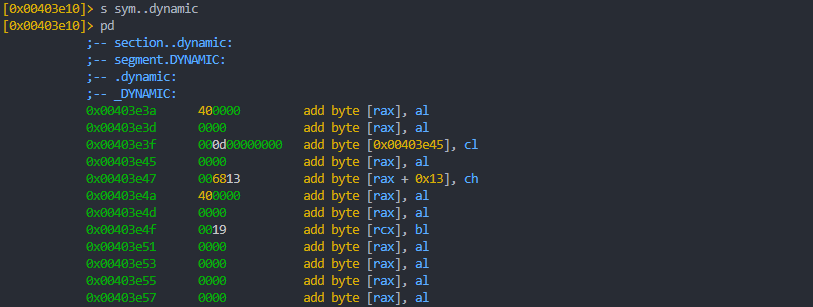 [0x00403e10]> s sym..dynamic
[0x00403e10]> pd
;-- section..dynamic:
;-- segment.DYNAMIC:
;-- .dynamic:
;-- _DYNAMIC:
0x00403e3a 400000 add byte [rax], al
0x00403e3d 0000 add byte [rax], al
0x00403e3f 000d00000000 add byte [0x00403e45], cl
0x00403e45 0000 add byte [rax], al
0x00403e47 006813 add byte [rax + 0x13], ch
0x00403e4a 400000 add byte [rax], al
0x00403e4d 0000 add byte [rax], al
0x00403e4f 0019 add byte [rcx], bl
0x00403e51 0000 add byte [rax], al
0x00403e53 0000 add byte [rax], al
0x00403e55 0000 add byte [rax], al
0x00403e57 0000 add byte [rax], al